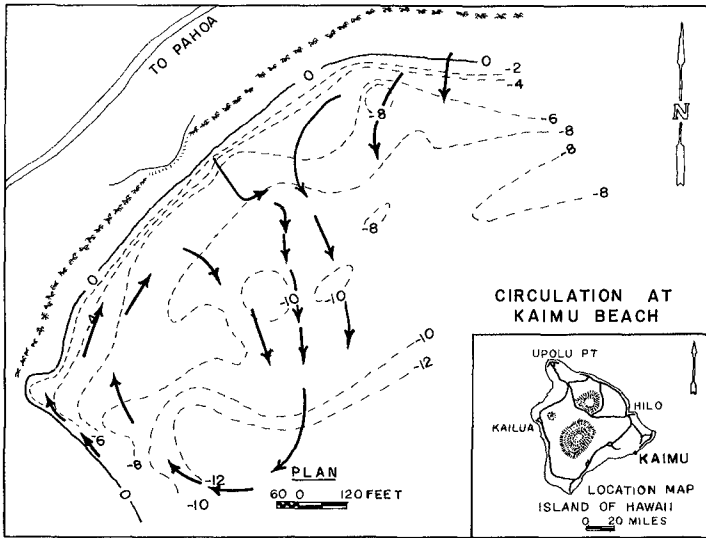 TO PAHOA
0
-2
-4
-6
-8
-8
-8
-8
-8
N
0
-10
-10
-10
-12
CIRCULATION AT
KAIMU BEACH
-4
0
-6
-8
-10
-12
0
PLAN
60 0 120 FEET
UPOLU PT
HILO
KAILUA
KAIMU
LOCATION MAP
ISLAND OF HAWAII
0 20 MILES